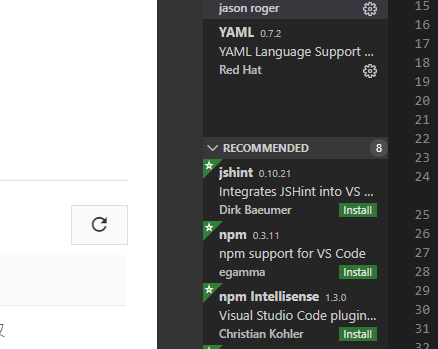 jason roger
YAML 0.7.2
YAML Language Support ...
Red Hat
RECOMMENDED 8
jshint 0.10.21
Integrates JSHint into VS ...
Dirk Baeumer Install
npm 0.3.11
npm support for VS Code
egamma Install
npm Intellisense 1.3.0
Visual Studio Code plugin...
Christian Kohler Install
15
16
17
18
19
20
21
22
23
24
25
26
27
28
29
30
31
32